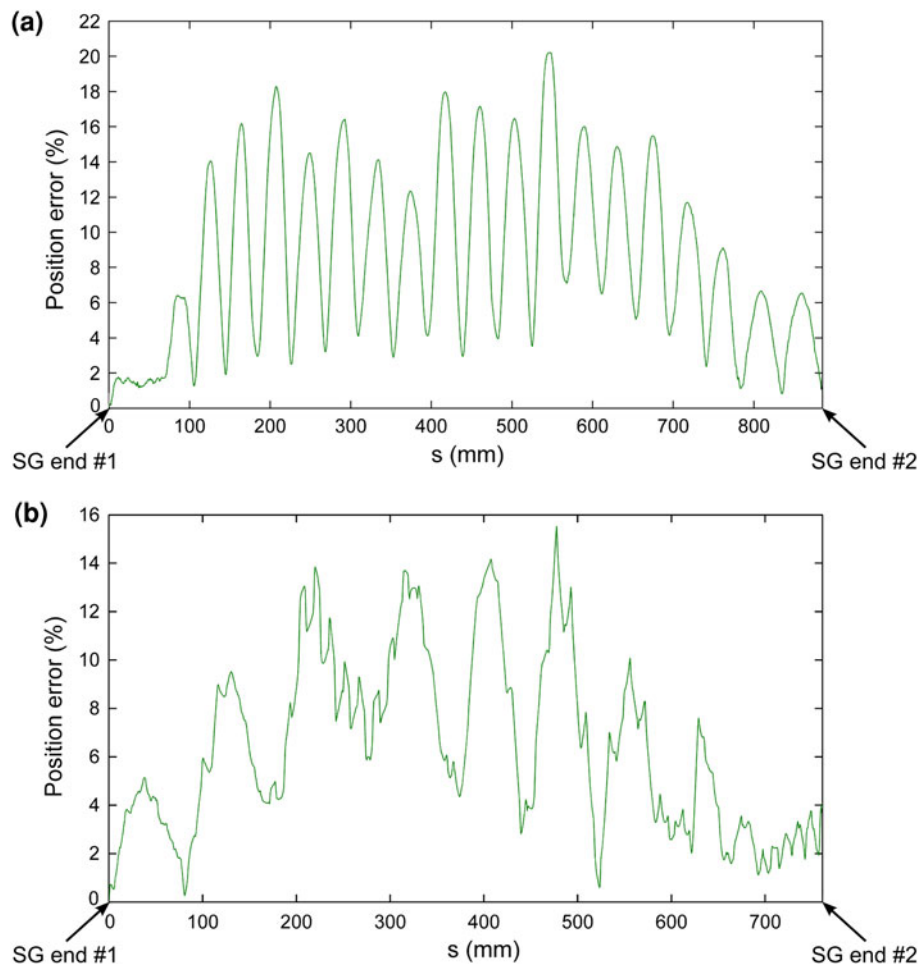 (a)
22
20
18
16
14
12
10
8
6
4
2
0
Position error (%)
0 100 200 300 400 500 600 700 800
s (mm)
SG end #1
SG end #2
(b)
16
14
12
10
8
6
4
2
0
Position error (%)
0 100 200 300 400 500 600 700
s (mm)
SG end #1
SG end #2